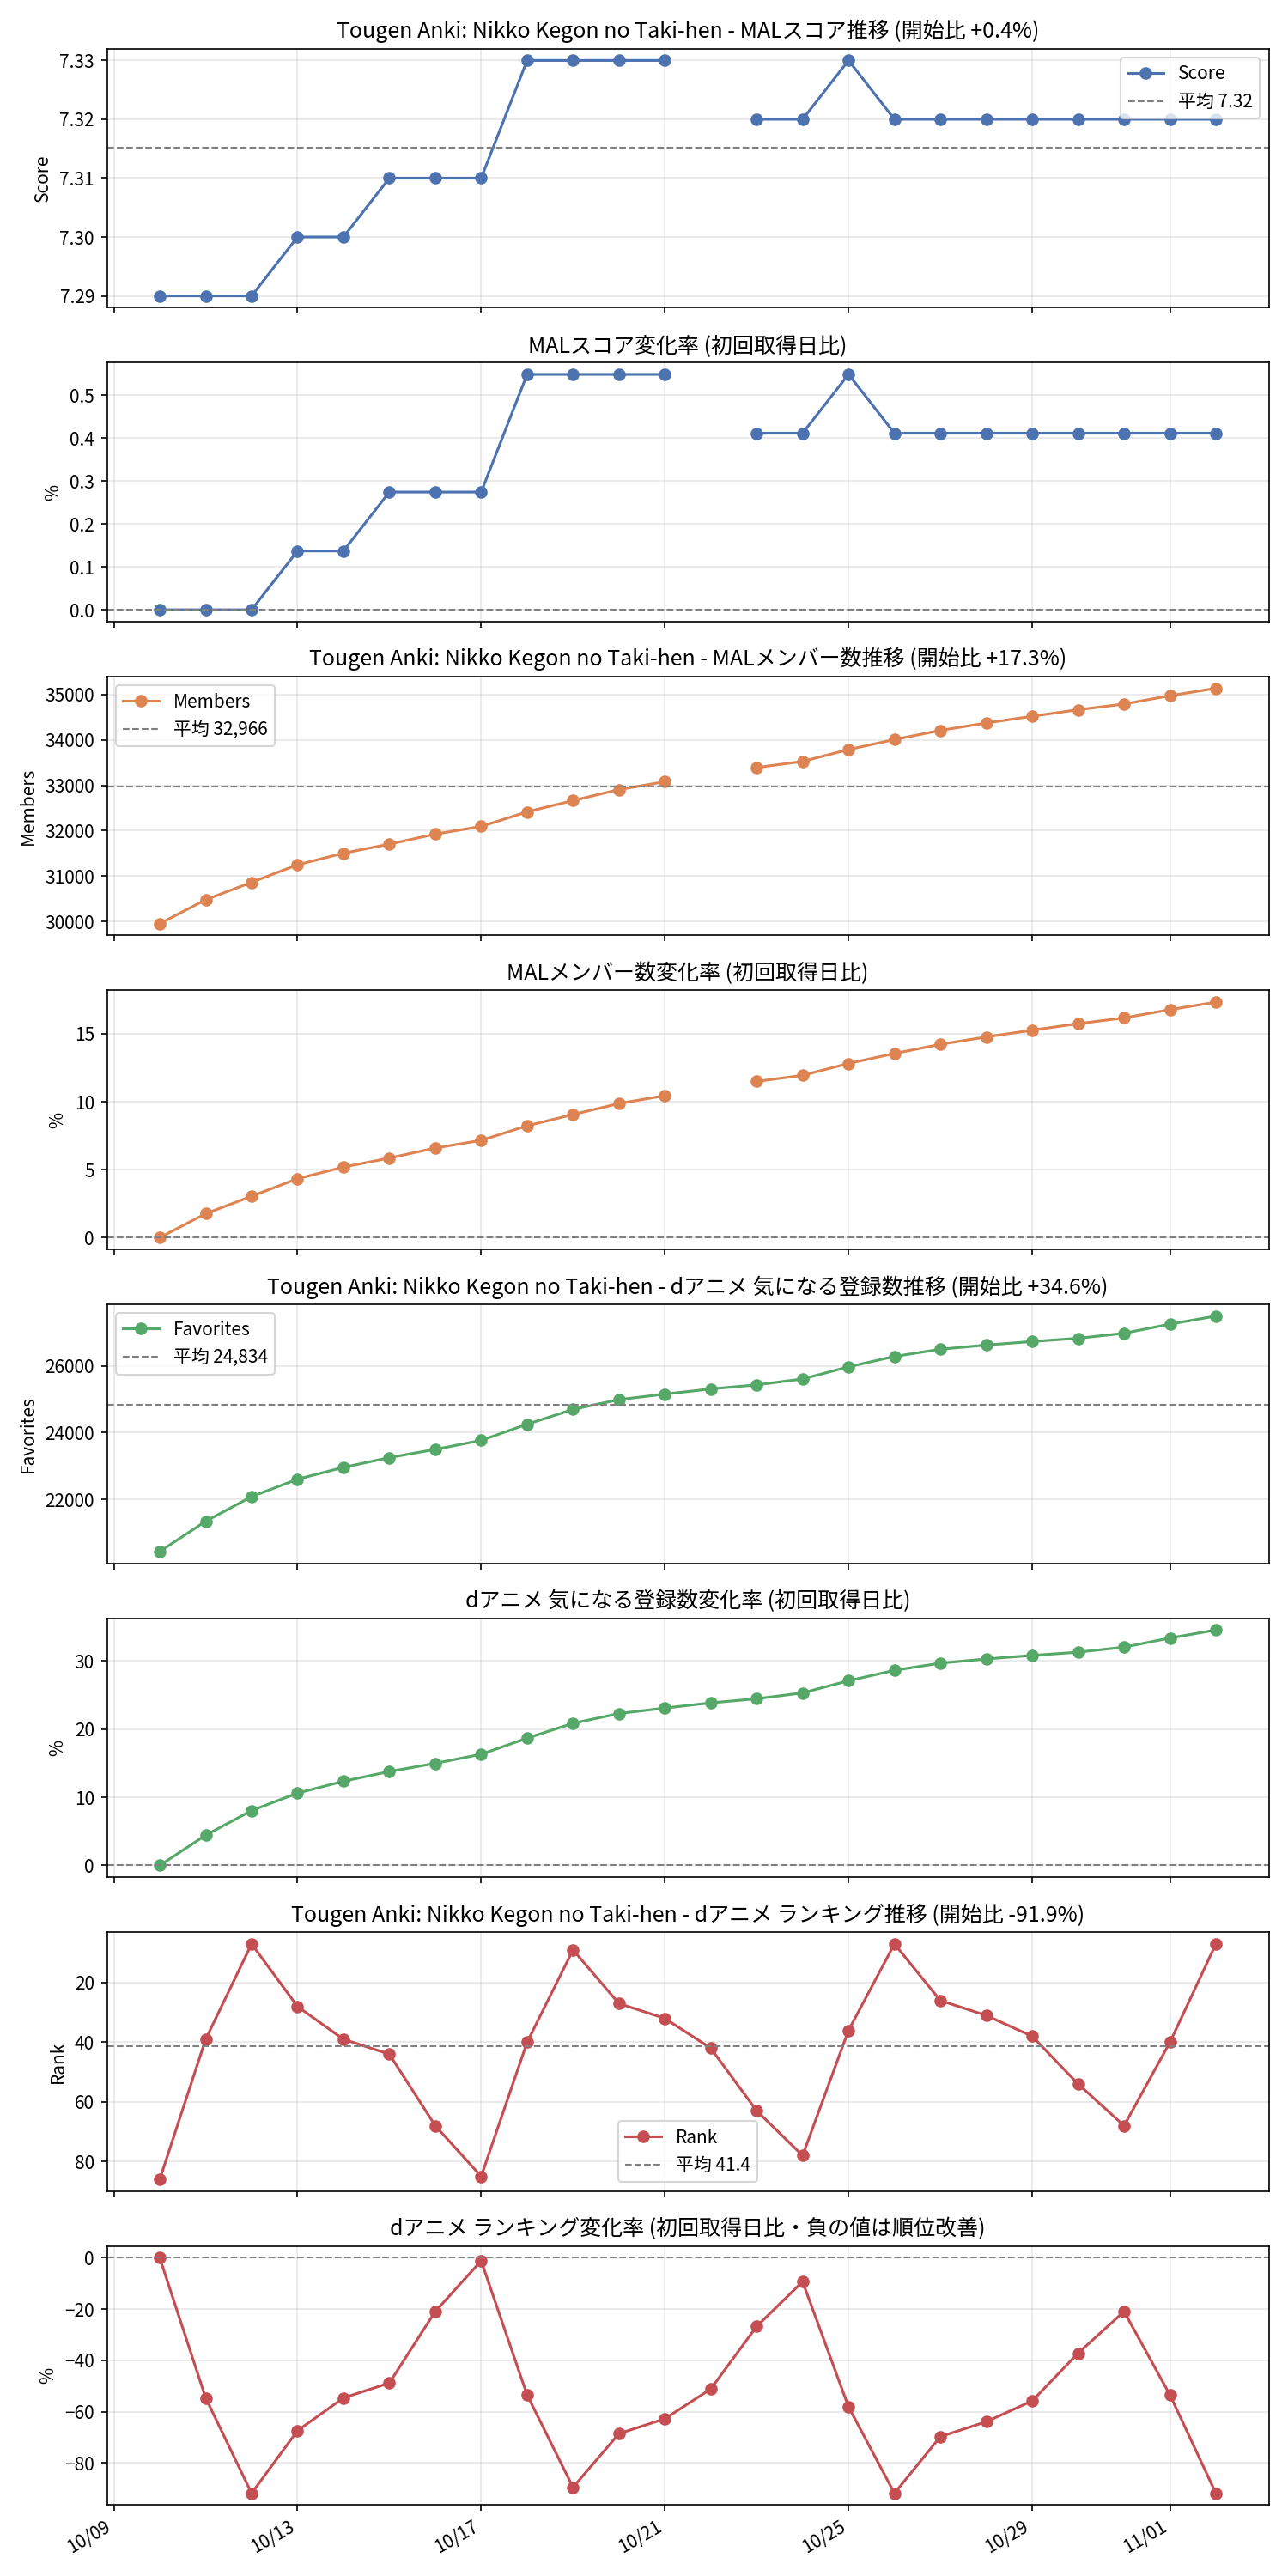 Tougen Anki: Nikko Kegon no Taki-hen - MALスコア推移 (開始比 +0.4%)
7.33
7.32
7.31
7.30
7.29
Score
Score
平均 7.32
MALスコア変化率 (初回取得日比)
0.5
0.4
0.3
0.2
0.1
0.0
%
Tougen Anki: Nikko Kegon no Taki-hen - MALメンバー数推移 (開始比 +17.3%)
35000
34000
33000
32000
31000
30000
Members
Members
平均 32,966
MALメンバー数変化率 (初回取得日比)
15
10
5
0
%
Tougen Anki: Nikko Kegon no Taki-hen - dアニメ 気になる登録数推移 (開始比 +34.6%)
26000
24000
22000
Favorites
Favorites
平均 24,834
dアニメ 気になる登録数変化率 (初回取得日比)
30
20
10
0
%
Tougen Anki: Nikko Kegon no Taki-hen - dアニメ ランキング推移 (開始比 -91.9%)
20
40
60
80
Rank
Rank
平均 41.4
dアニメ ランキング変化率 (初回取得日比・負の値は順位改善)
0
−20
−40
−60
−80
%
10/09
10/13
10/17
10/21
10/25
10/29
11/01